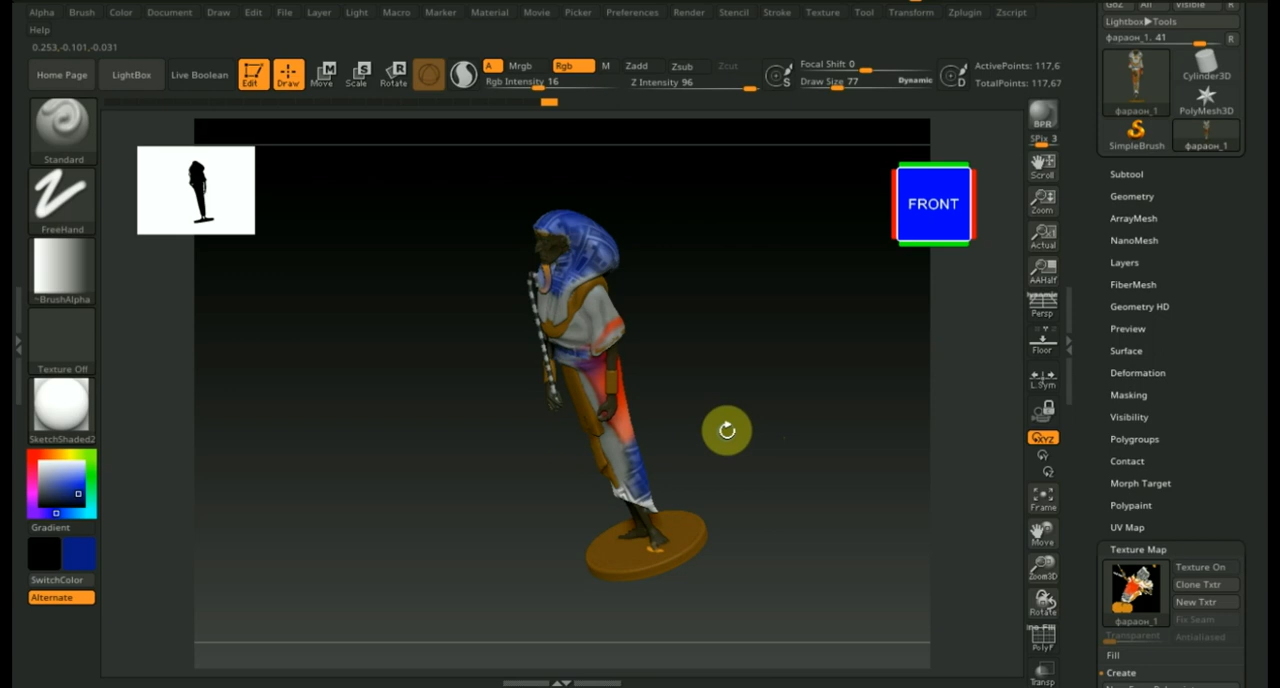 Alpha Brush Color Document Draw Edit File Layer Light Macro Marker Material Movie Picker Preferences Render Stencil Stroke Texture Tool Transform Zplugin Zscript
Help
0.253,-0.101,-0.031
Home Page LightBox Live Boolean Edit Draw Move Scale Rotate
A Mrgb Rgb M Zadd Zsub Zcut
Rgb Intensity 16 Z Intensity 96
Focal Shift 0
Draw Size 77 Dynamic
ActivePoints: 117,6
TotalPoints: 117,67
Standard
FreeHand
~BrushAlpha
Texture Off
SketchShaded2
Gradient
SwitchColor
Alternate
FRONT
BPR
SPix 3
Scroll
Zoom
Actual
AAHalf
Dynamic
Persp
Floor
L.Sym
XYZ
Frame
Move
Zoom3D
Rotate
PolyF
Transp
GoZ All Visible R
Lightbox▶Tools
фараон_1. 41 R
фараон_1
Cylinder3D
PolyMesh3D
SimpleBrush
фараон_1
Subtool
Geometry
ArrayMesh
NanoMesh
Layers
FiberMesh
Geometry HD
Preview
Surface
Deformation
Masking
Visibility
Polygroups
Contact
Morph Target
Polypaint
UV Map
Texture Map
фараон_1
Texture On
Clone Txtr
New Txtr
Fix Seam
Transparent Antialiased
Fill
Create